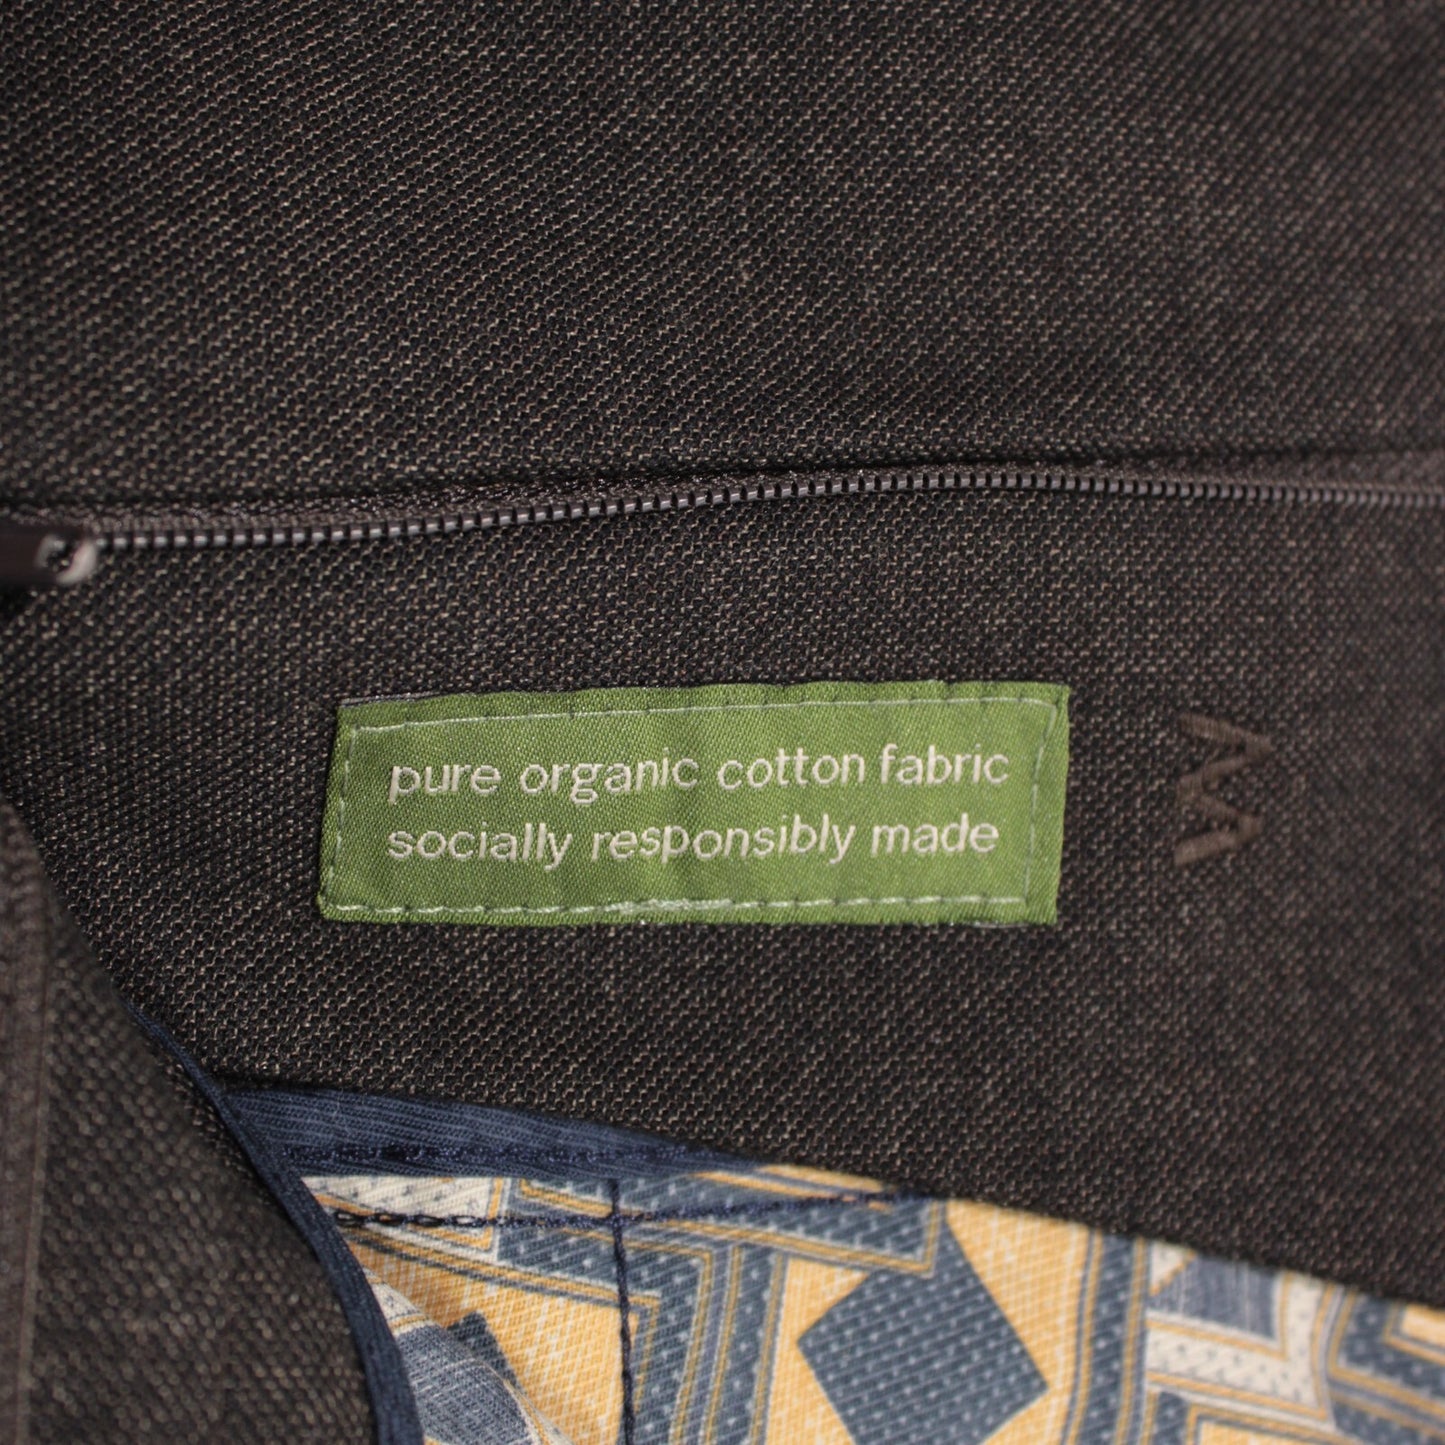 pure organic cotton fabric
socially responsibly made